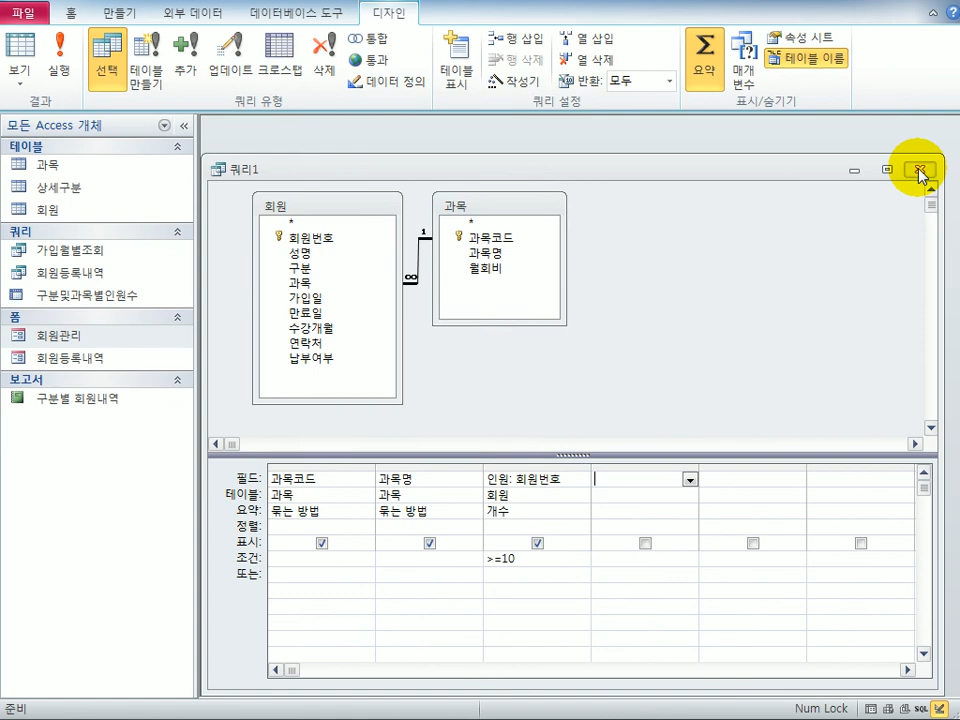 파일 홈 만들기 외부 데이터 데이터베이스 도구 디자인
보기 실행 선택 테이블 만들기 추가 업데이트 크로스탭 삭제 통합 통과 데이터 정의 테이블 표시 행 삽입 행 삭제 작성기 열 삽입 열 삭제 반환: 모두 요약 매개 변수 속성 시트 테이블 이름
결과 쿼리 유형 쿼리 설정 표시/숨기기
모든 Access 개체
테이블
과목
상세구분
회원
쿼리
가입월별조회
회원등록내역
구분및과목별인원수
폼
회원관리
회원등록내역
보고서
구분별 회원내역
쿼리1
회원
*
회원번호
성명
구분
과목
가입일
만료일
수강개월
연락처
납부여부
과목
*
과목코드
과목명
월회비
1
∞
필드: 과목코드 과목명 인원: 회원번호
테이블: 과목 과목 회원
요약: 묶는 방법 묶는 방법 개수
정렬:
표시:
조건: >=10
또는:
준비 Num Lock SQL